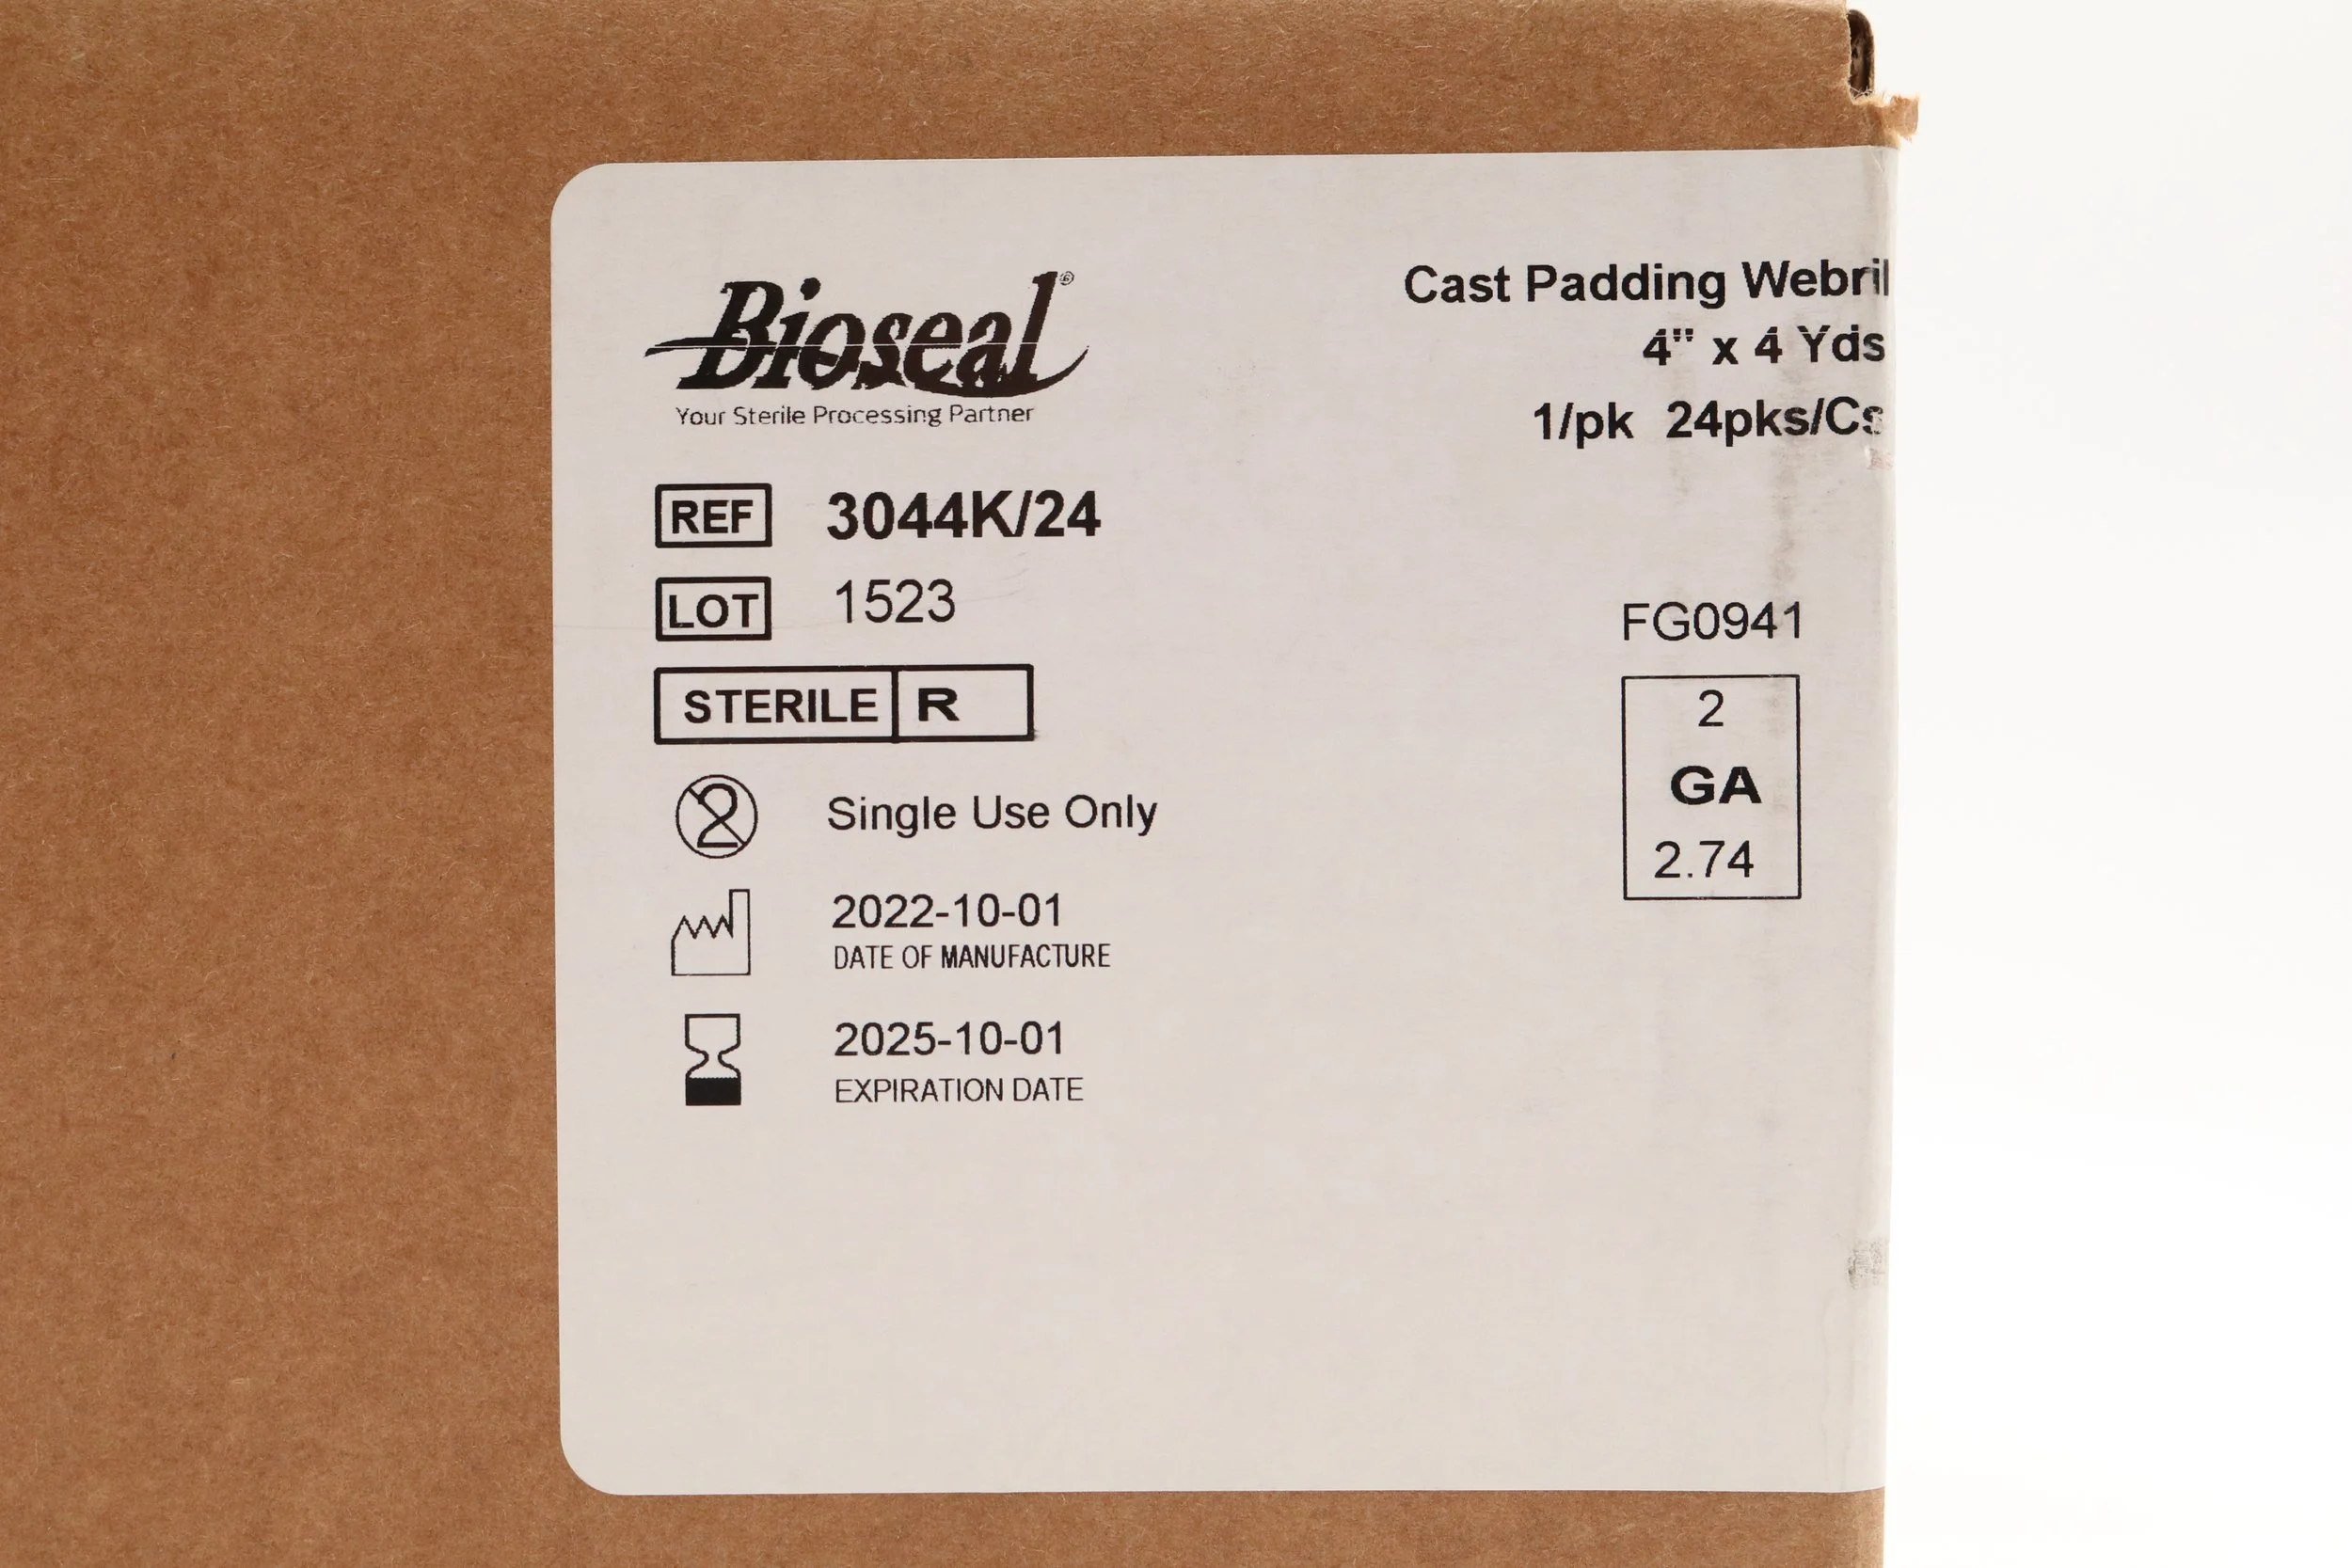 Bioseal®
Your Sterile Processing Partner
Cast Padding Webril
4" x 4 Yds
1/pk 24pks/Cs
REF 3044K/24
LOT 1523
STERILE R
2 Single Use Only
2022-10-01
DATE OF MANUFACTURE
2025-10-01
EXPIRATION DATE
FG0941
2
GA
2.74